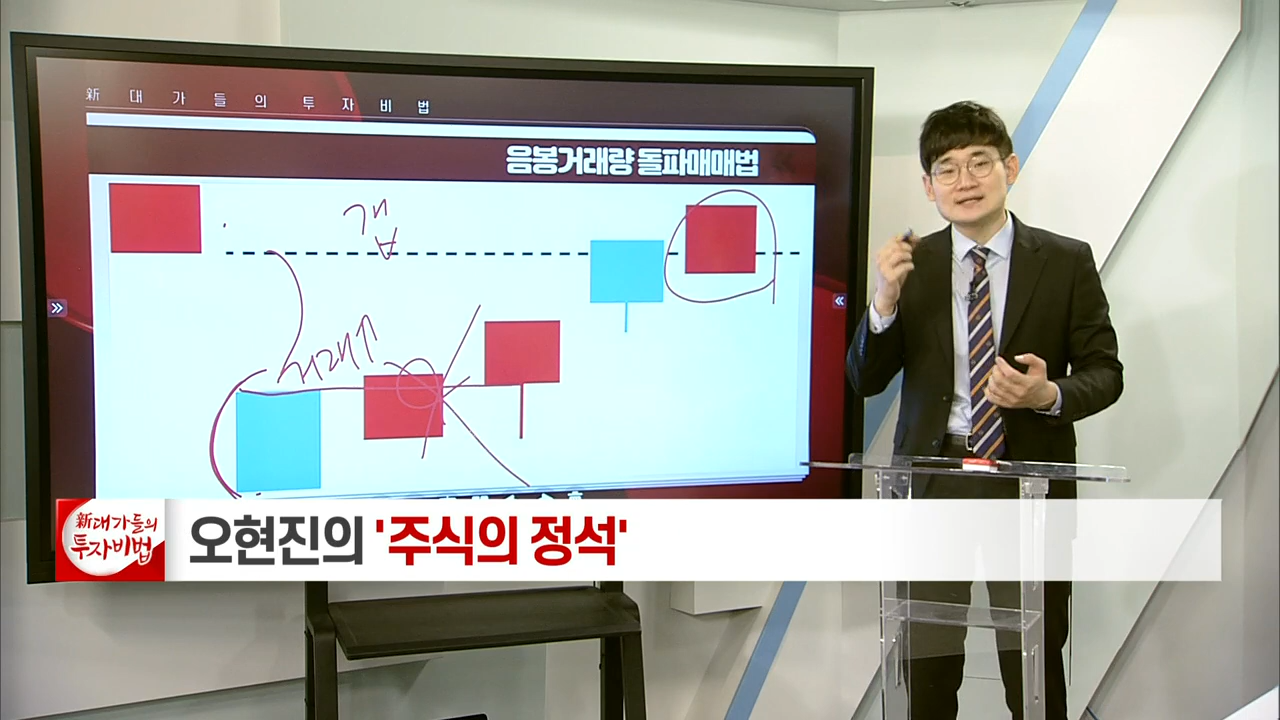 新 대 가 들 의 투 자 비 법
음봉거래량 돌파매매법
갭
거래↑
新대가들의
투자비법
오현진의 '주식의 정석'